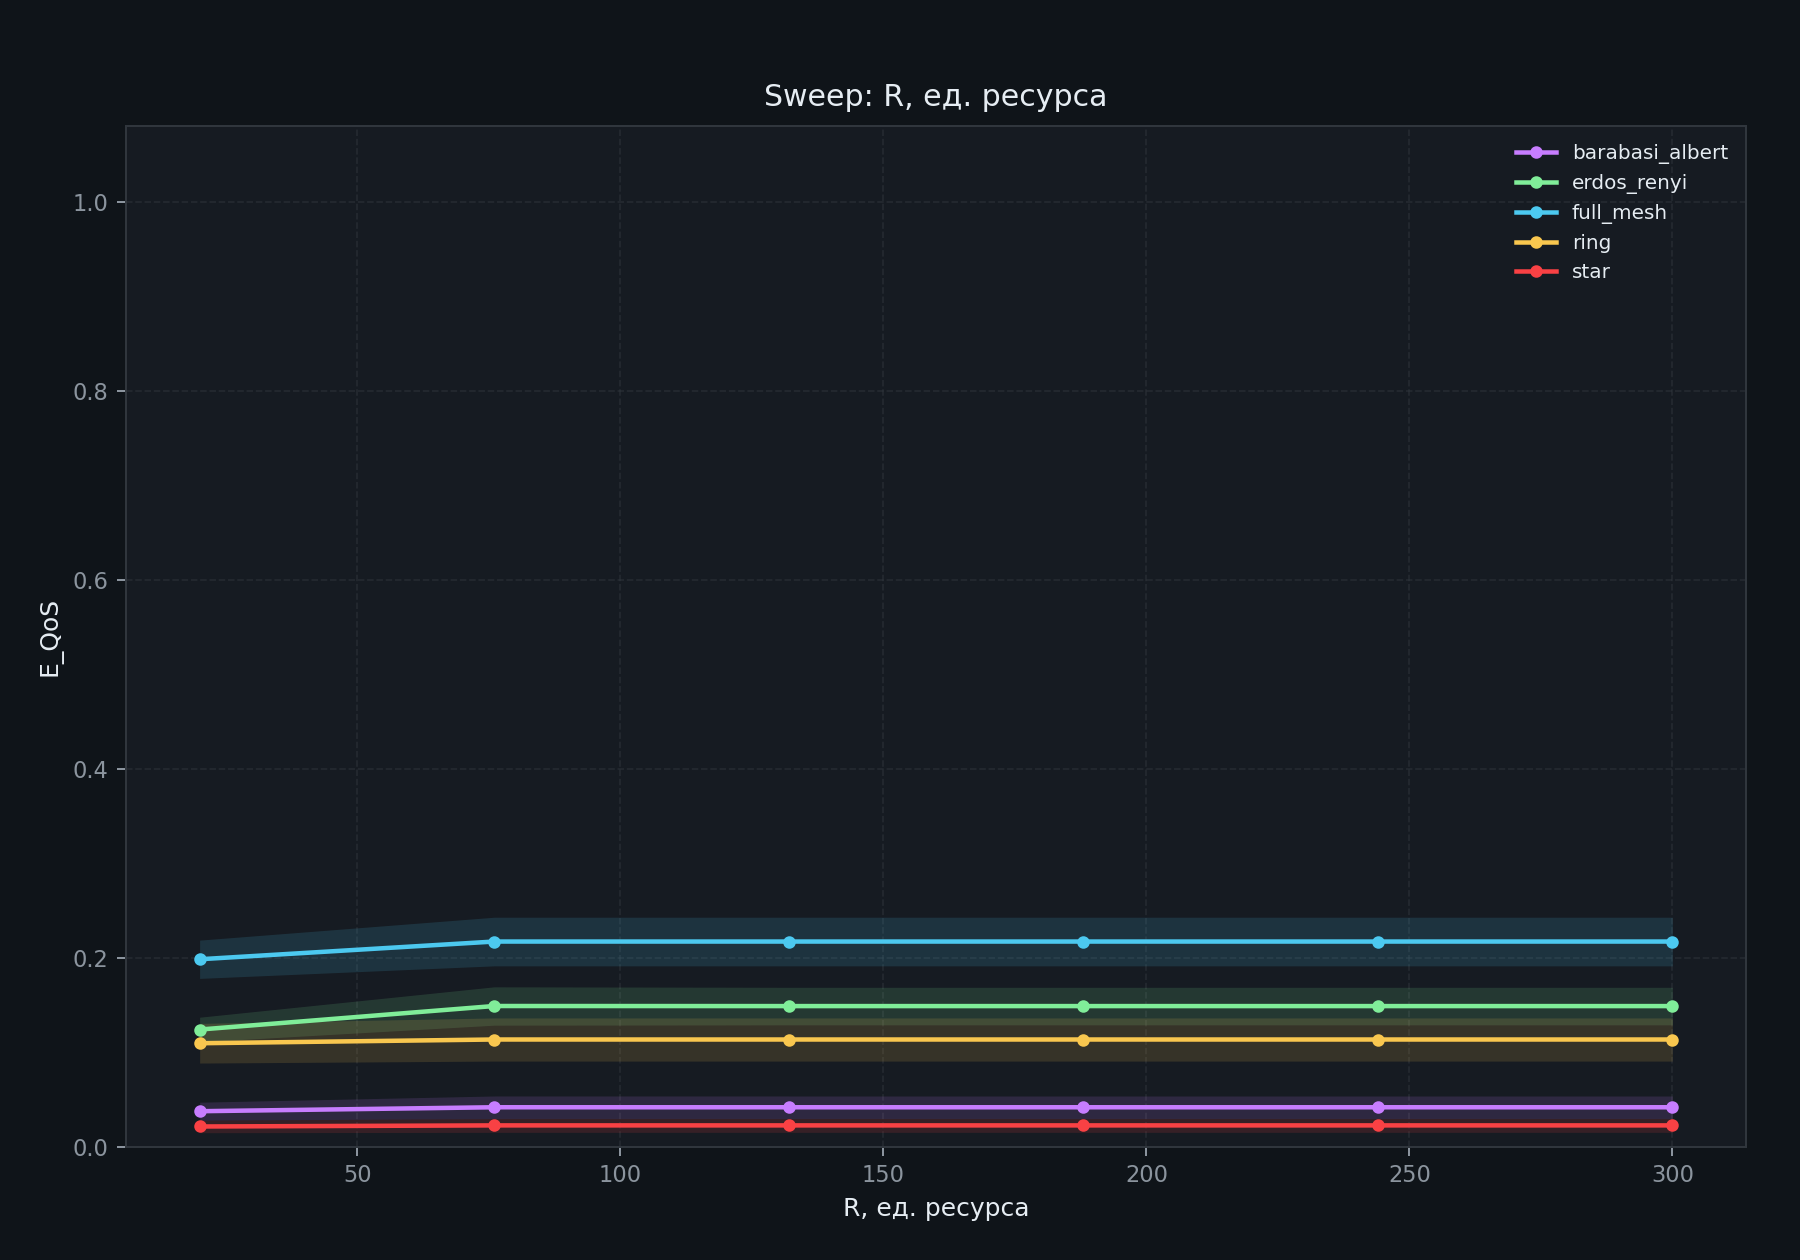 Sweep: R, ед. ресурса
barabasi_albert
erdos_renyi
full_mesh
ring
star
E_QoS
1.0
0.8
0.6
0.4
0.2
0.0
50
100
150
200
250
300
R, ед. ресурса